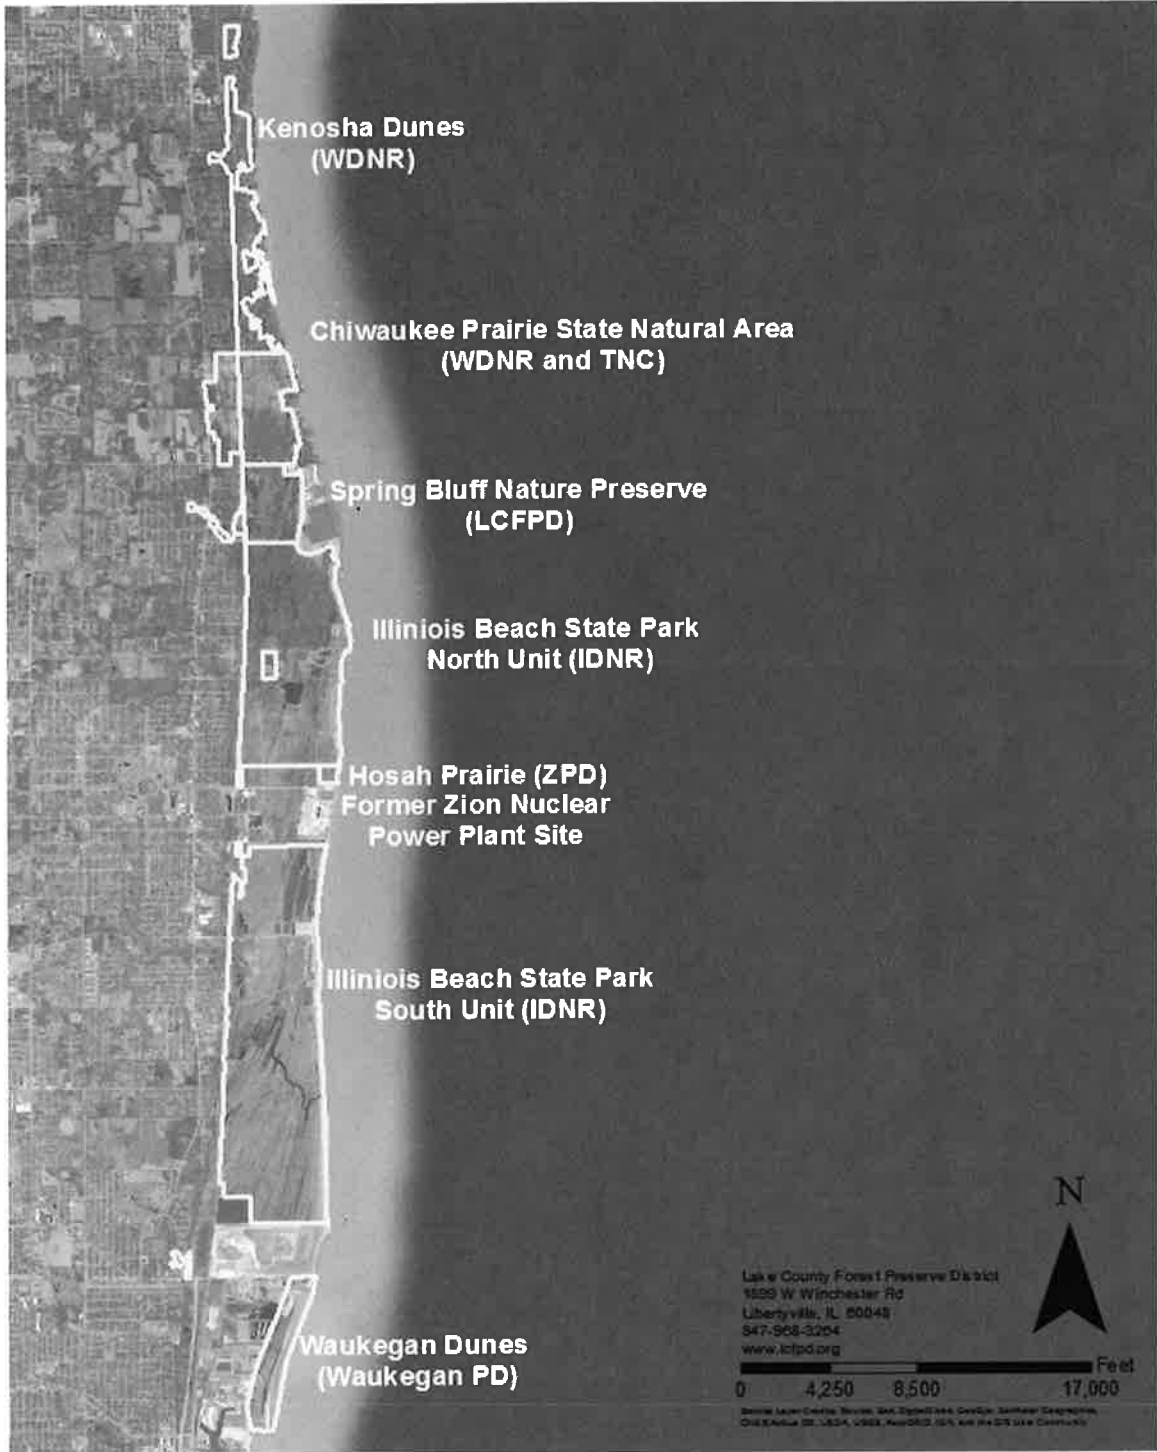 Kenosha Dunes
(WDNR)
Chiwaukee Prairie State Natural Area
(WDNR and TNC)
Spring Bluff Nature Preserve
(LCFPD)
Illiniois Beach State Park
North Unit (IDNR)
Hosah Prairie (ZPD)
Former Zion Nuclear
Power Plant Site
Illiniois Beach State Park
South Unit (IDNR)
Waukegan Dunes
(Waukegan PD)
N
Lake County Forest Preserve District
1899 W Winchester Rd
Libertyville, IL 60048
847-968-3264
www.lcfpd.org
Feet
0 4,250 8,500 17,000